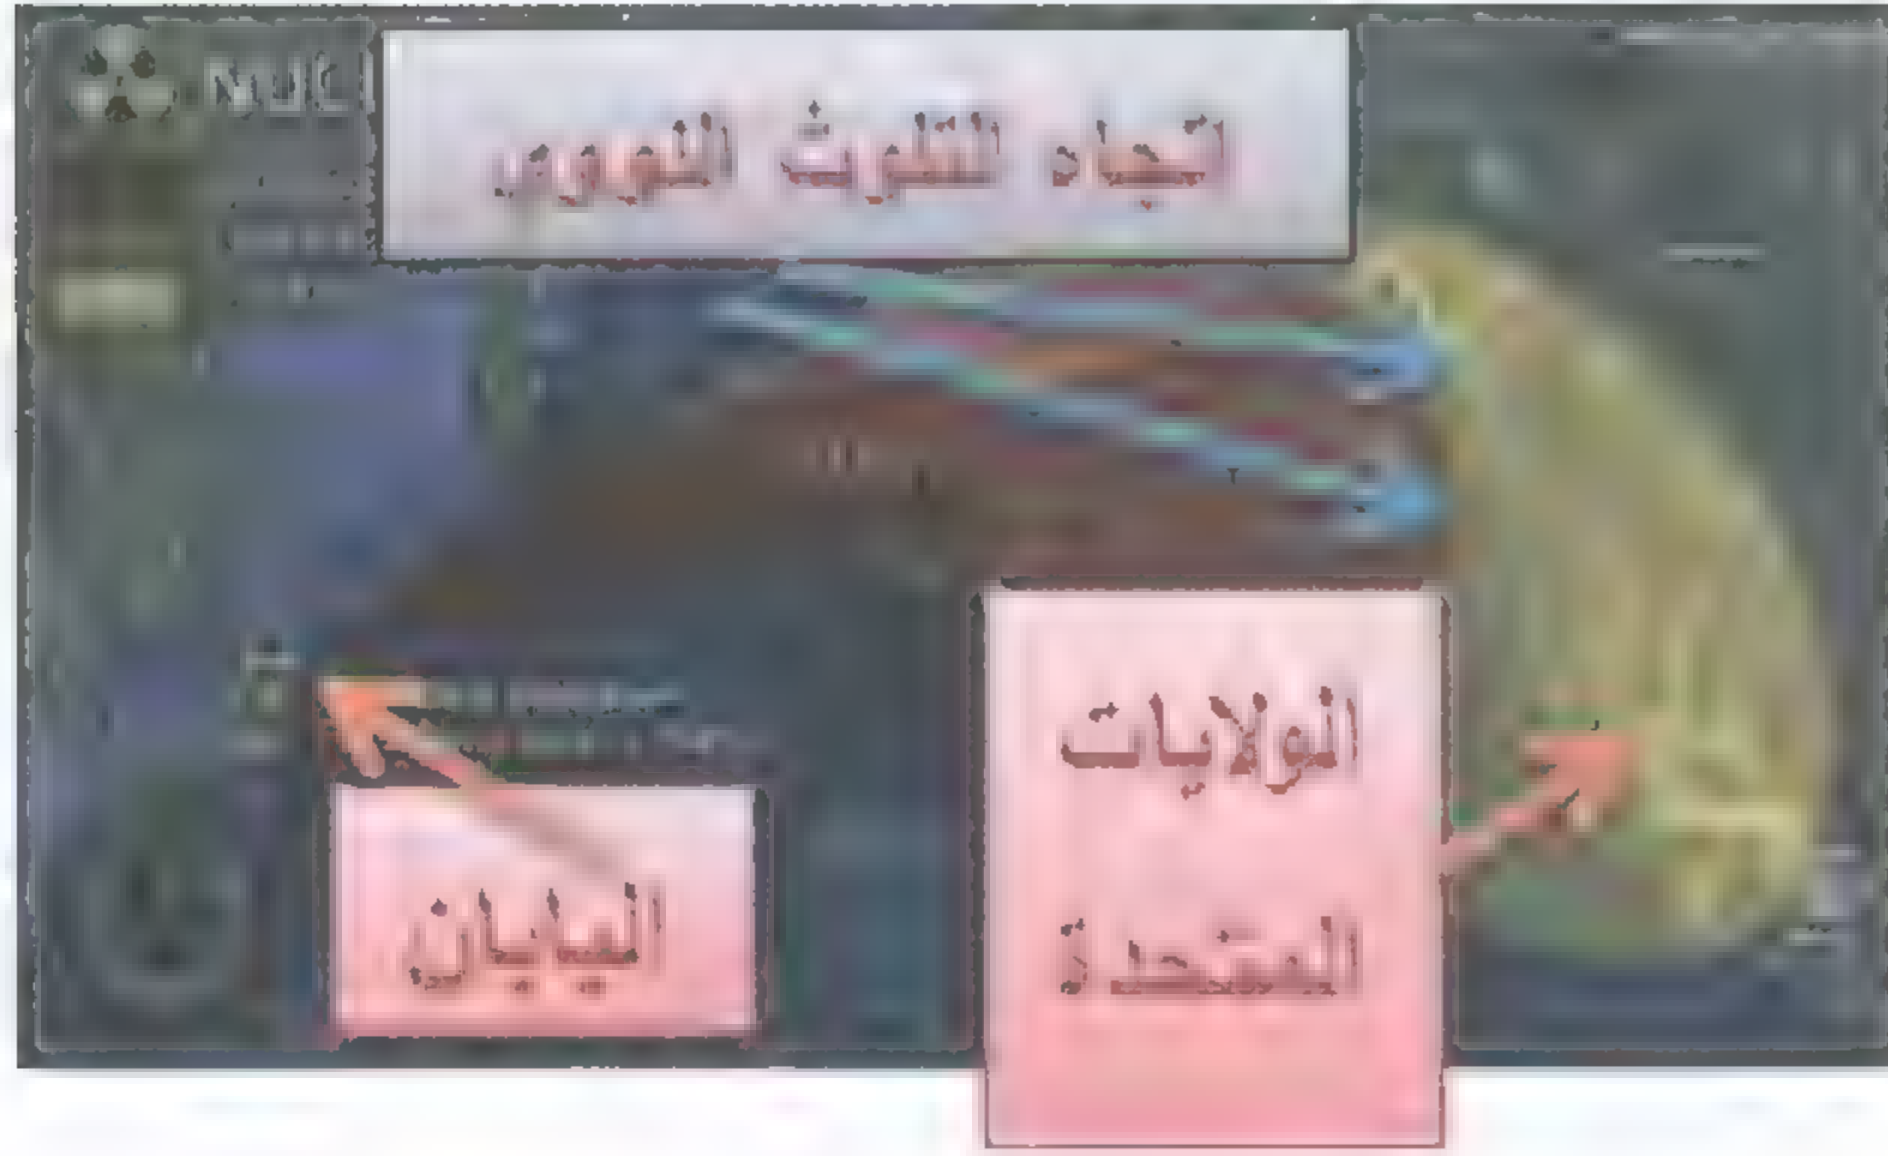 اتجاه التلوث النووي
الولايات
المتحدة
اليابان